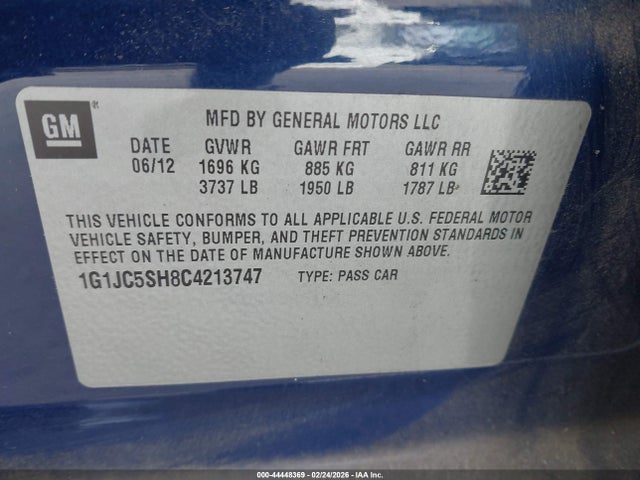 GM®
MFD BY GENERAL MOTORS LLC
DATE GVWR GAWR FRT GAWR RR
06/12 1696 KG 885 KG 811 KG
3737 LB 1950 LB 1787 LB
THIS VEHICLE CONFORMS TO ALL APPLICABLE U.S. FEDERAL MOTOR
VEHICLE SAFETY, BUMPER, AND THEFT PREVENTION STANDARDS IN
EFFECT ON THE DATE OF MANUFACTURE SHOWN ABOVE.
1G1JC5SH8C4213747 TYPE: PASS CAR
000-44448369 - 02/24/2026 - IAA Inc.